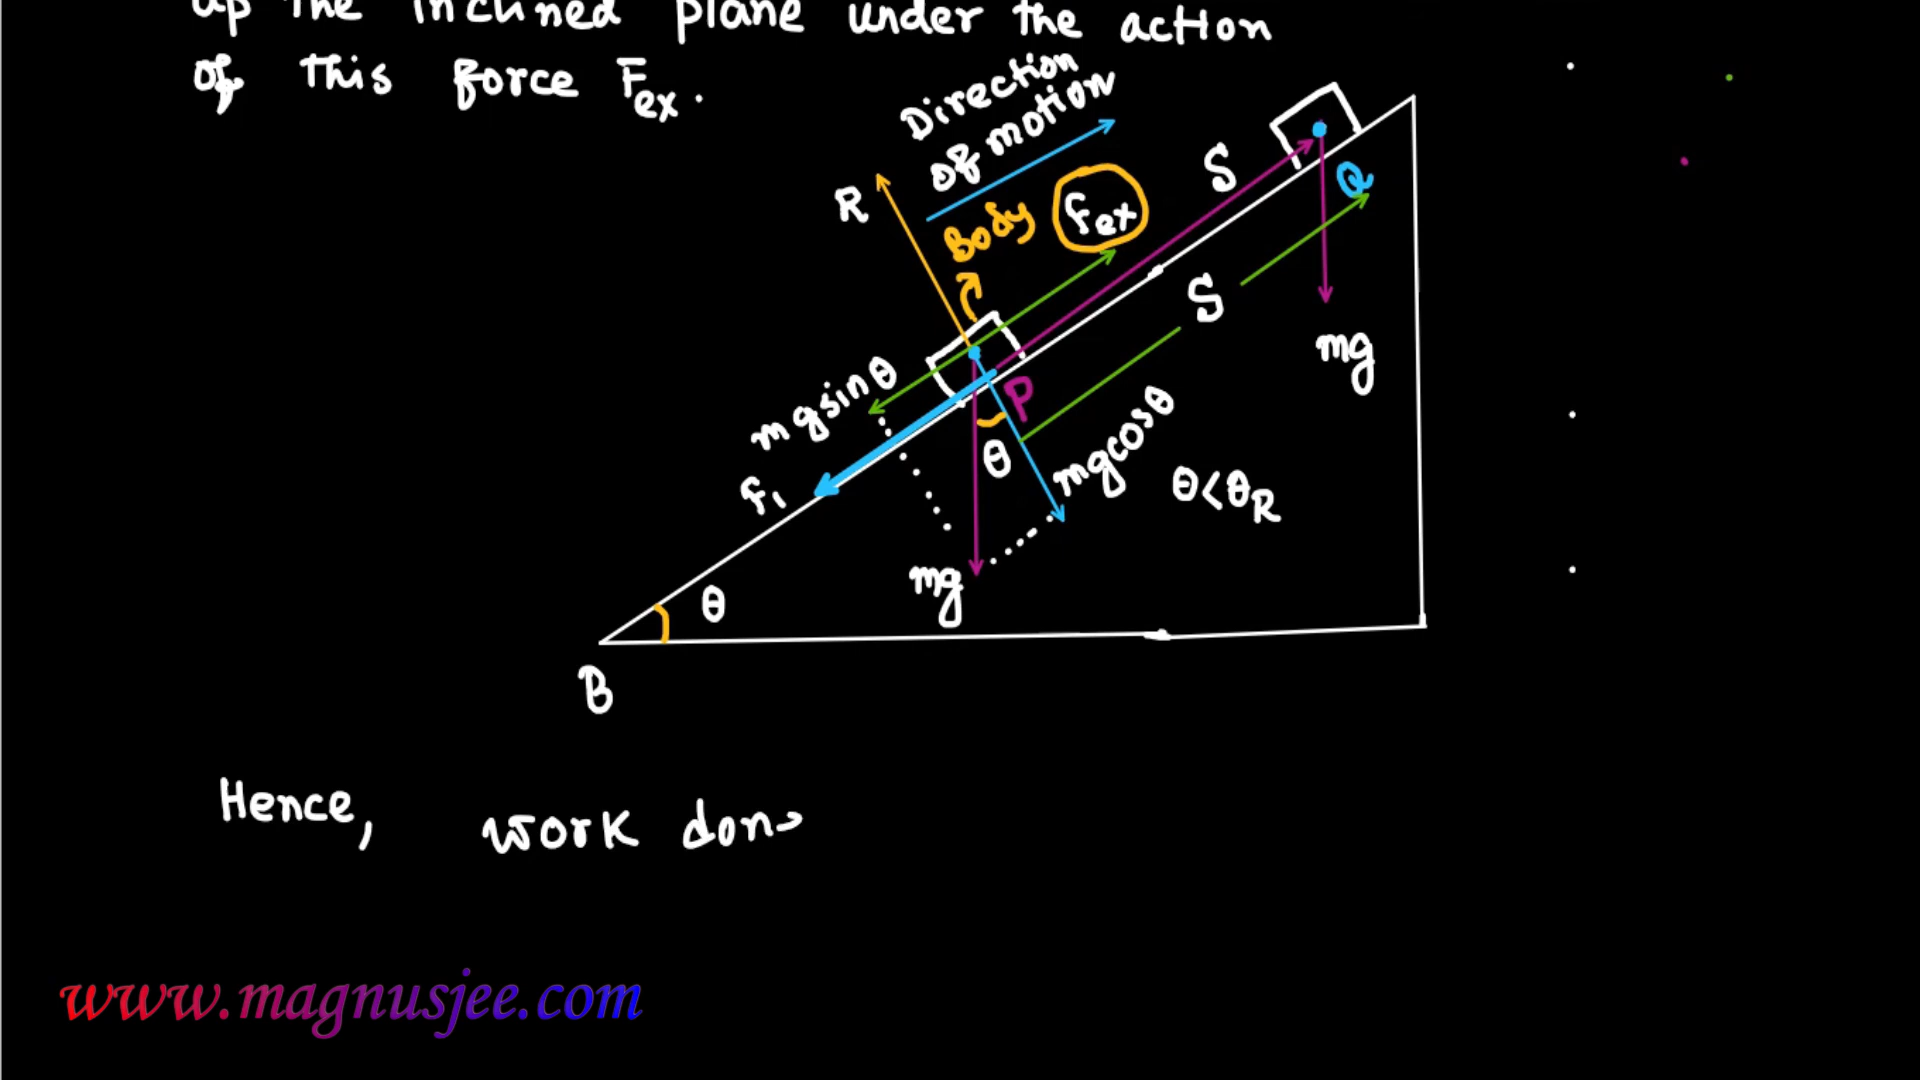 up the inclined plane under the action
of this force Fex.
Direction
of motion
R
Body
Fex
S
Q
S
mg
mgsinθ
P
θ
mgcosθ
θ<θR
f1
mg
θ
B
Hence, work don
www.magnusjee.com